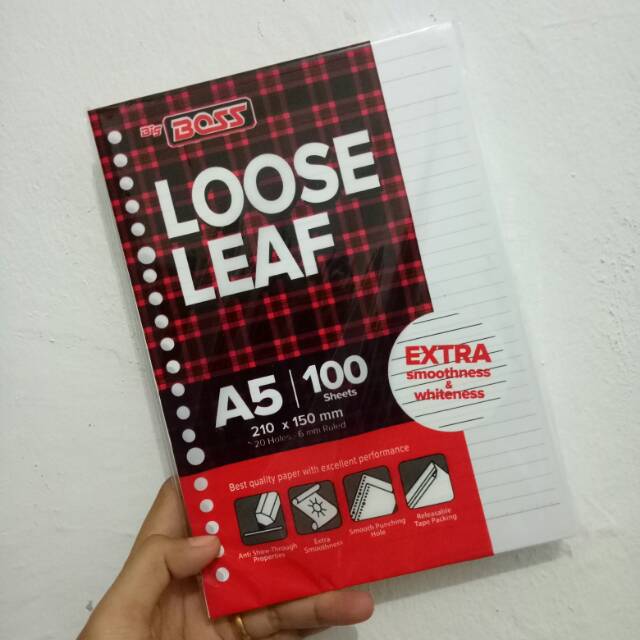 Big BOSS
LOOSE
LEAF
A5 | 100
Sheets
210 x 150 mm
20 Holes . 6 mm Ruled
EXTRA
smoothness
&
whiteness
Best quality paper with excellent performance
Anti Show-Through
Properties
Extra
Smoothness
Smooth Punching
Hole
Releasable
Tape Packing